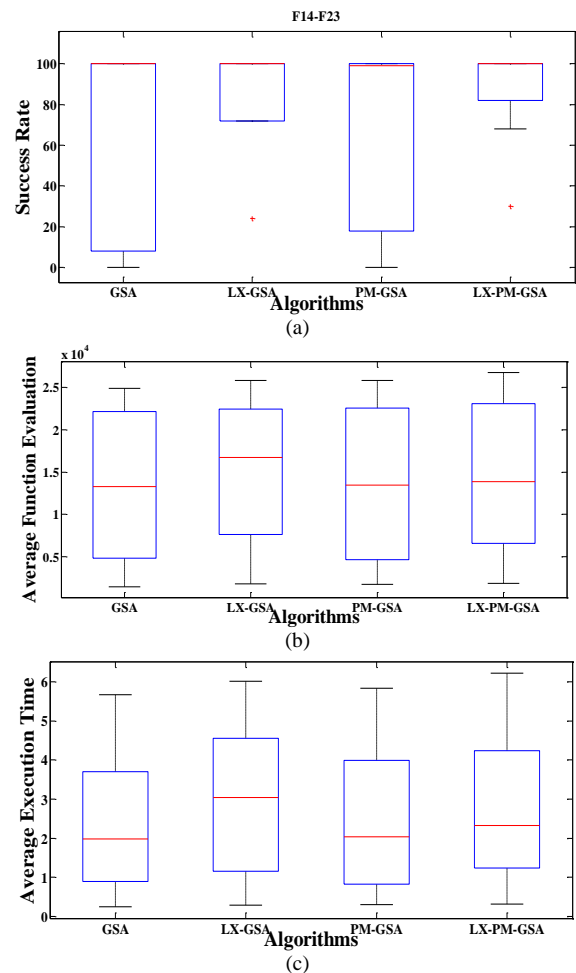 F14-F23
Success Rate
100
80
60
40
20
0
GSA LX-GSA PM-GSA LX-PM-GSA
Algorithms
(a)
x 10^4
Average Function Evaluation
2.5
2
1.5
1
0.5
GSA LX-GSA PM-GSA LX-PM-GSA
Algorithms
(b)
Average Execution Time
6
5
4
3
2
1
0
GSA LX-GSA PM-GSA LX-PM-GSA
Algorithms
(c)